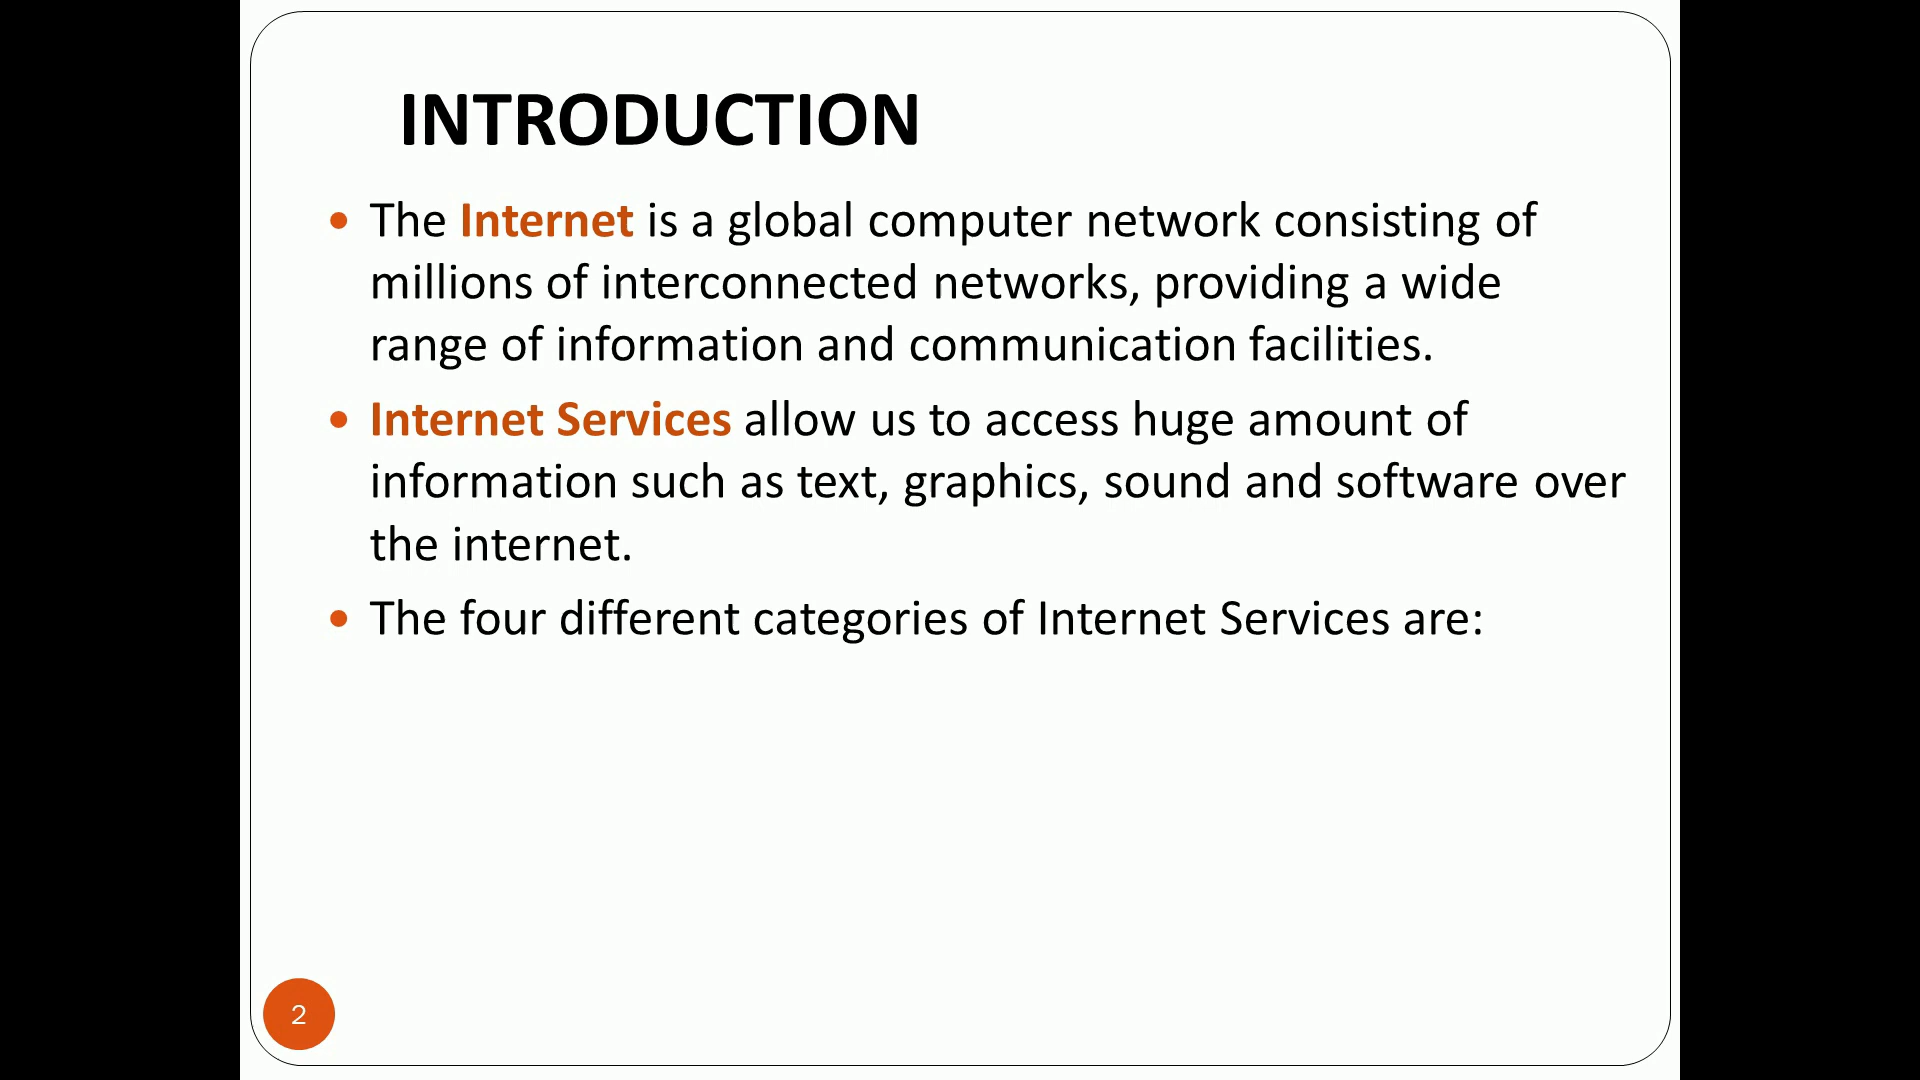 INTRODUCTION
The Internet is a global computer network consisting of
millions of interconnected networks, providing a wide
range of information and communication facilities.
Internet Services allow us to access huge amount of
information such as text, graphics, sound and software over
the internet.
The four different categories of Internet Services are:
2